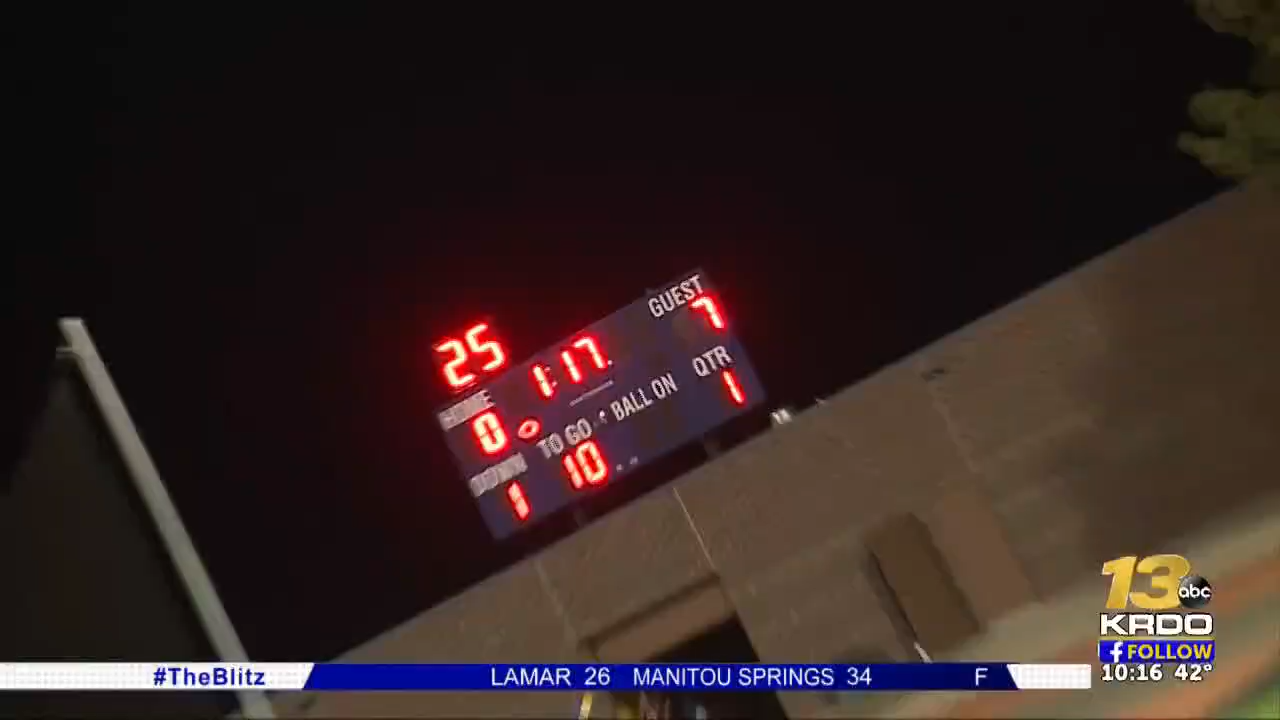 25
GUEST
7
1:17
HOME
0
QTR
1
TO GO
BALL ON
10
DOWN
1
13 abc
KRDO
f FOLLOW
10:16 42°
#TheBlitz
LAMAR 26 MANITOU SPRINGS 34 F